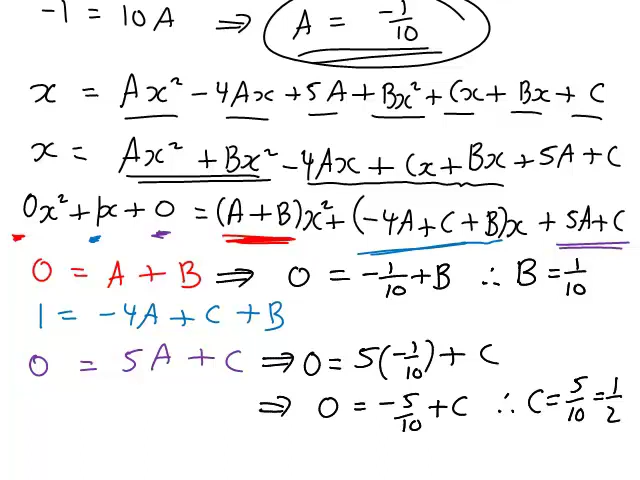 -1 = 10A ⇒ A = -1/10
x = Ax² - 4Ax + 5A + Bx² + Cx + Bx + C
x = Ax² + Bx² - 4Ax + Cx + Bx + 5A + C
0x² + 1x + 0 = (A + B)x² + (-4A + C + B)x + 5A + C
0 = A + B ⇒ 0 = -1/10 + B ∴ B = 1/10
1 = -4A + C + B
0 = 5A + C ⇒ 0 = 5(-1/10) + C
⇒ 0 = -5/10 + C ∴ C = 5/10 = 1/2